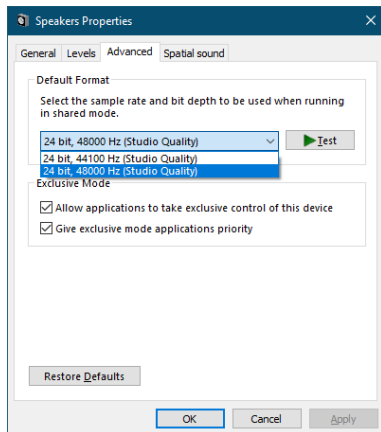 Speakers Properties
General Levels Advanced Spatial sound
Default Format
Select the sample rate and bit depth to be used when running
in shared mode.
24 bit, 48000 Hz (Studio Quality)
Test
24 bit, 44100 Hz (Studio Quality)
24 bit, 48000 Hz (Studio Quality)
Exclusive Mode
Allow applications to take exclusive control of this device
Give exclusive mode applications priority
Restore Defaults
OK Cancel Apply